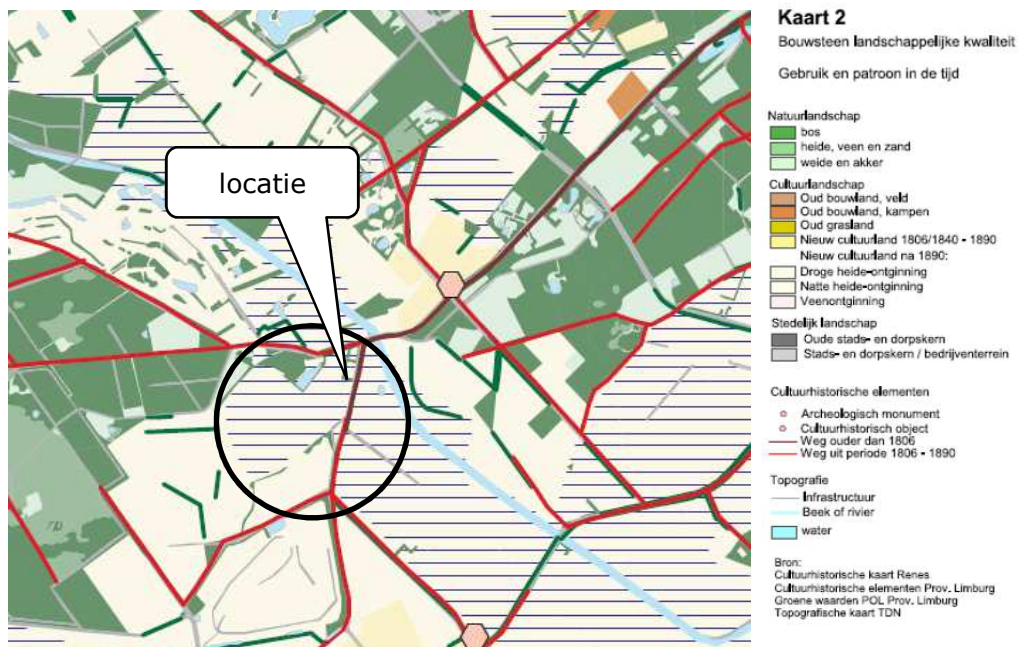 locatie
Kaart 2
Bouwsteen landschappelijke kwaliteit
Gebruik en patroon in de tijd
Natuurlandschap
bos
heide, veen en zand
weide en akker
Cultuurlandschap
Oud bouwland, veld
Oud bouwland, kampen
Oud grasland
Nieuw cultuurland 1806/1840 - 1890
Nieuw cultuurland na 1890:
Droge heide-ontginning
Natte heide-ontginning
Veenontginning
Stedelijk landschap
Oude stads- en dorpskern
Stads- en dorpskern / bedrijventerrein
Cultuurhistorische elementen
Archeologisch monument
Cultuurhistorisch object
Weg ouder dan 1806
Weg uit periode 1806 - 1890
Topografie
Infrastructuur
Beek of rivier
water
Bron:
Cultuurhistorische kaart Renes
Cultuurhistorische elementen Prov. Limburg
Groene waarden POL Prov. Limburg
Topografische kaart TDN